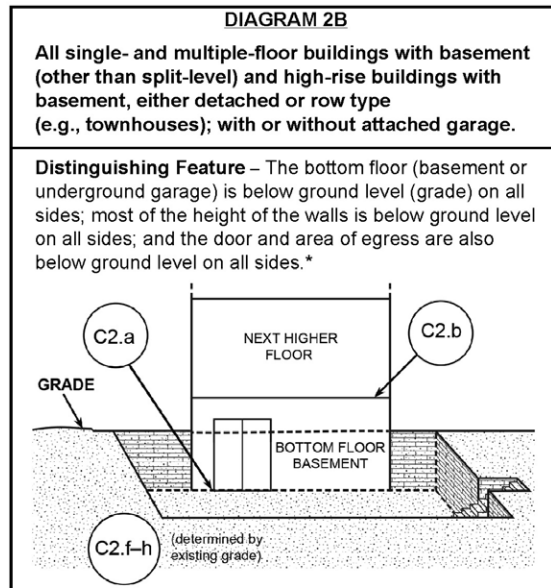 DIAGRAM 2B
All single- and multiple-floor buildings with basement
(other than split-level) and high-rise buildings with
basement, either detached or row type
(e.g., townhouses); with or without attached garage.
Distinguishing Feature – The bottom floor (basement or
underground garage) is below ground level (grade) on all
sides; most of the height of the walls is below ground level
on all sides; and the door and area of egress are also
below ground level on all sides.*
C2.a
NEXT HIGHER
FLOOR
C2.b
GRADE
BOTTOM FLOOR
BASEMENT
C2.f–h
(determined by
existing grade)